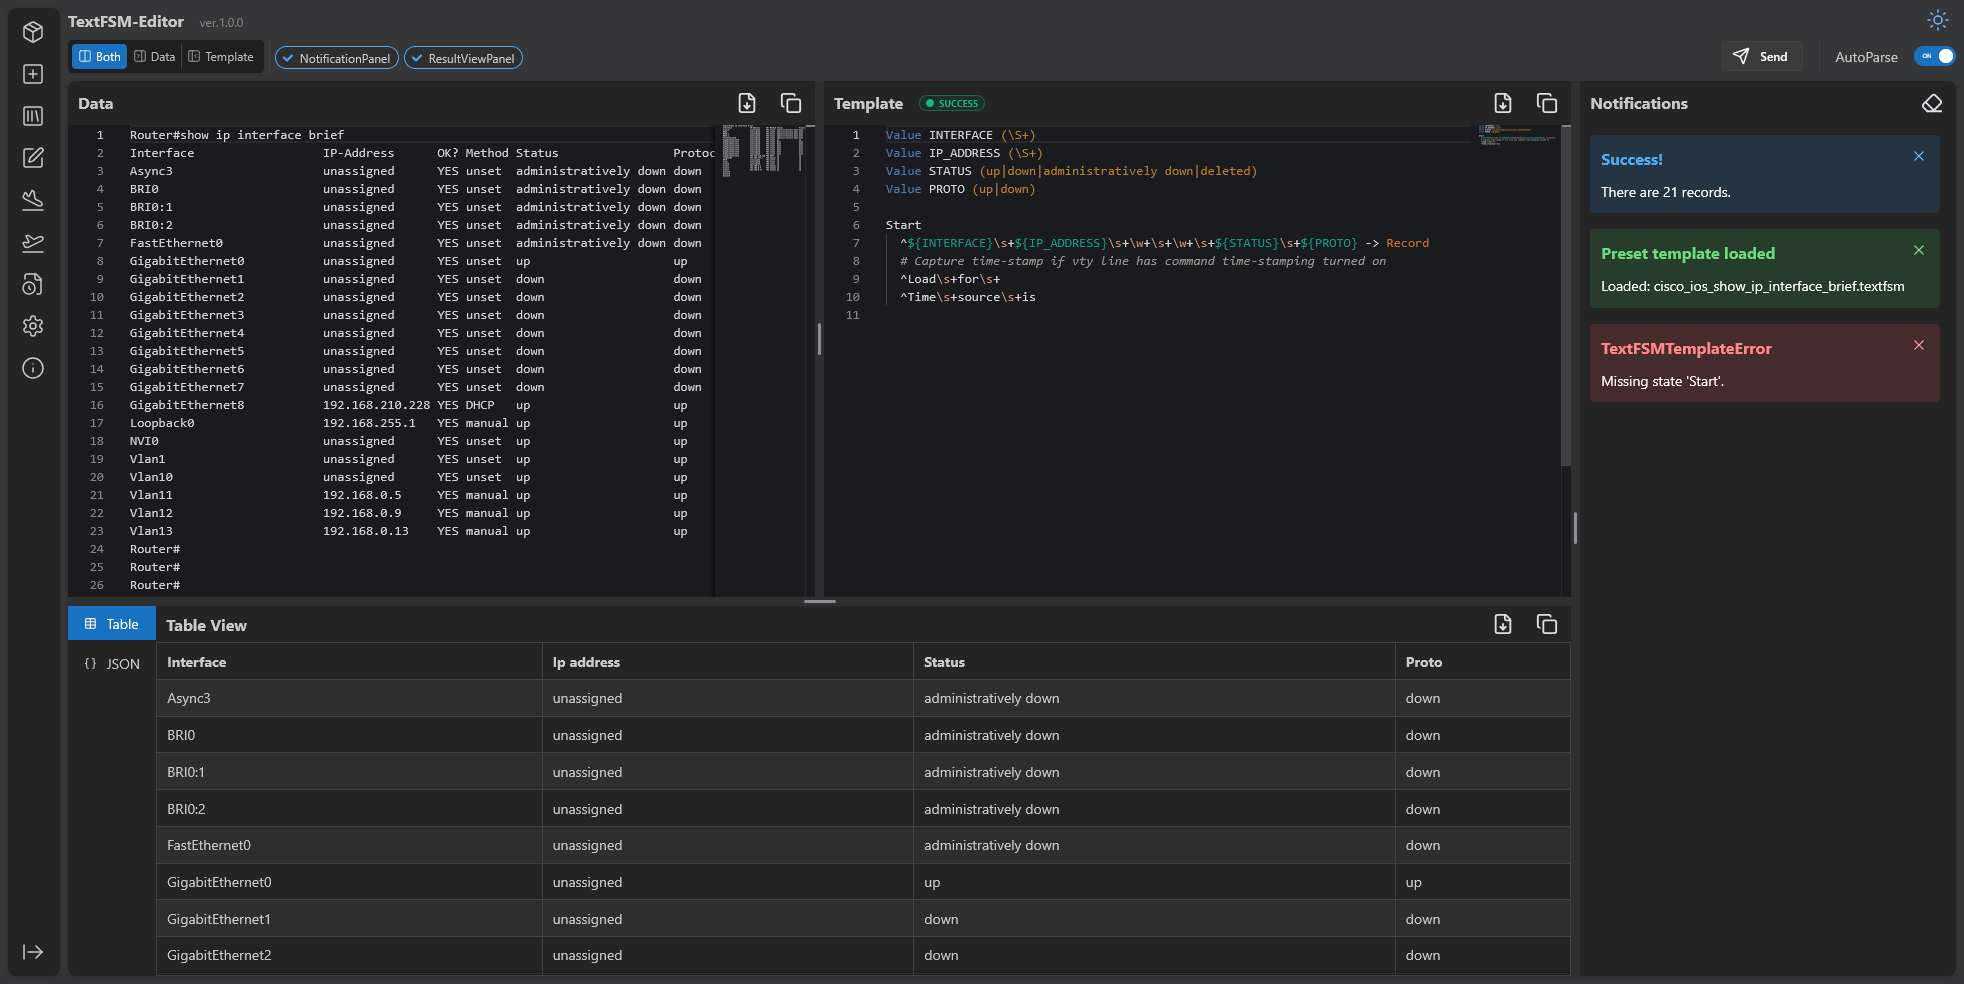 TextFSM-Editor ver.1.0.0
Both Data Template NotificationPanel ResultViewPanel Send AutoParse ON
Data
1 Router#show ip interface brief
2 Interface IP-Address OK? Method Status Protoc
3 Async3 unassigned YES unset administratively down down
4 BRI0 unassigned YES unset administratively down down
5 BRI0:1 unassigned YES unset administratively down down
6 BRI0:2 unassigned YES unset administratively down down
7 FastEthernet0 unassigned YES unset administratively down down
8 GigabitEthernet0 unassigned YES unset up up
9 GigabitEthernet1 unassigned YES unset down down
10 GigabitEthernet2 unassigned YES unset down down
11 GigabitEthernet3 unassigned YES unset down down
12 GigabitEthernet4 unassigned YES unset down down
13 GigabitEthernet5 unassigned YES unset down down
14 GigabitEthernet6 unassigned YES unset down down
15 GigabitEthernet7 unassigned YES unset down down
16 GigabitEthernet8 192.168.210.228 YES DHCP up up
17 Loopback0 192.168.255.1 YES manual up up
18 NVI0 unassigned YES unset up up
19 Vlan1 unassigned YES unset up up
20 Vlan10 unassigned YES unset up up
21 Vlan11 192.168.0.5 YES manual up up
22 Vlan12 192.168.0.9 YES manual up up
23 Vlan13 192.168.0.13 YES manual up up
24 Router#
25 Router#
26 Router#
Template SUCCESS
1 Value INTERFACE (\S+)
2 Value IP_ADDRESS (\S+)
3 Value STATUS (up|down|administratively down|deleted)
4 Value PROTO (up|down)
5
6 Start
7 ^${INTERFACE}\s+${IP_ADDRESS}\s+\w+\s+\w+\s+${STATUS}\s+${PROTO} -> Record
8 # Capture time-stamp if vty line has command time-stamping turned on
9 ^Load\s+for\s+
10 ^Time\s+source\s+is
11
Notifications
Success!
There are 21 records.
Preset template loaded
Loaded: cisco_ios_show_ip_interface_brief.textfsm
TextFSMTemplateError
Missing state 'Start'.
Table
{} JSON
Table View
Interface Ip address Status Proto
Async3 unassigned administratively down down
BRI0 unassigned administratively down down
BRI0:1 unassigned administratively down down
BRI0:2 unassigned administratively down down
FastEthernet0 unassigned administratively down down
GigabitEthernet0 unassigned up up
GigabitEthernet1 unassigned down down
GigabitEthernet2 unassigned down down